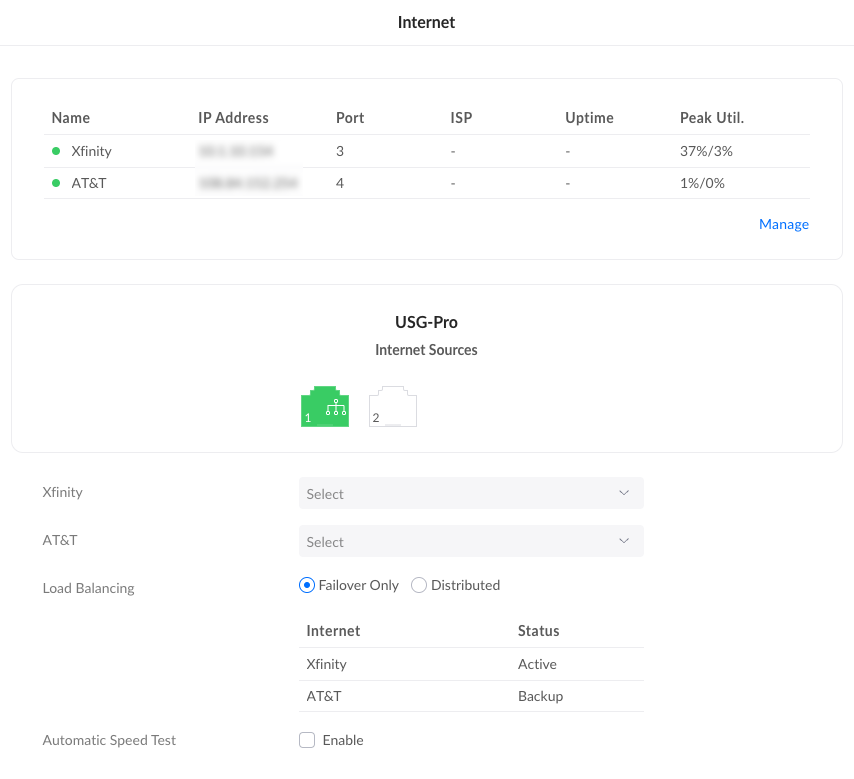 Internet
Name IP Address Port ISP Uptime Peak Util.
Xfinity 3 - - 37%/3%
AT&T 4 - - 1%/0%
Manage
USG-Pro
Internet Sources
1 2
Xfinity Select
AT&T Select
Load Balancing Failover Only Distributed
Internet Status
Xfinity Active
AT&T Backup
Automatic Speed Test Enable